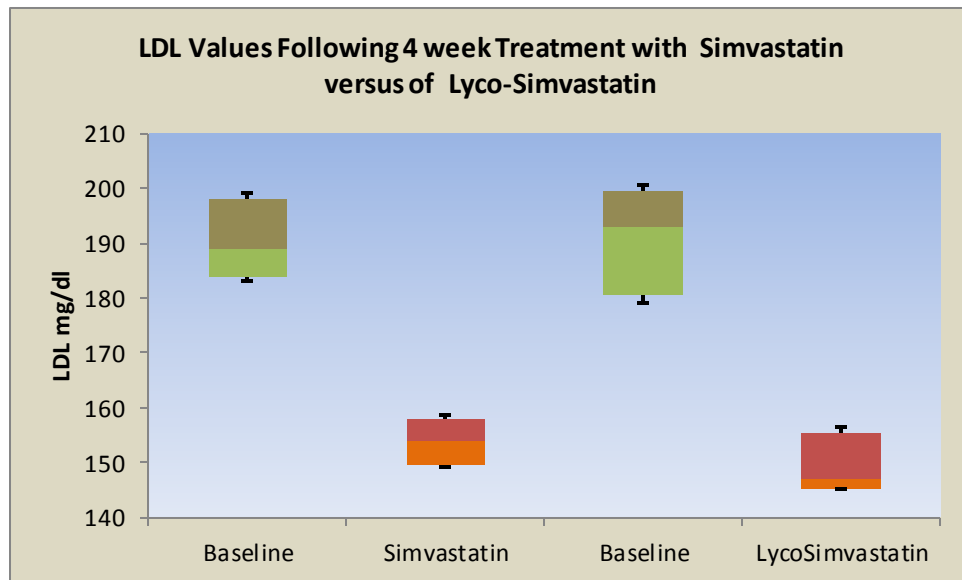 LDL Values Following 4 week Treatment with Simvastatin
versus of Lyco-Simvastatin
LDL mg/dl
210
200
190
180
170
160
150
140
Baseline
Simvastatin
Baseline
LycoSimvastatin